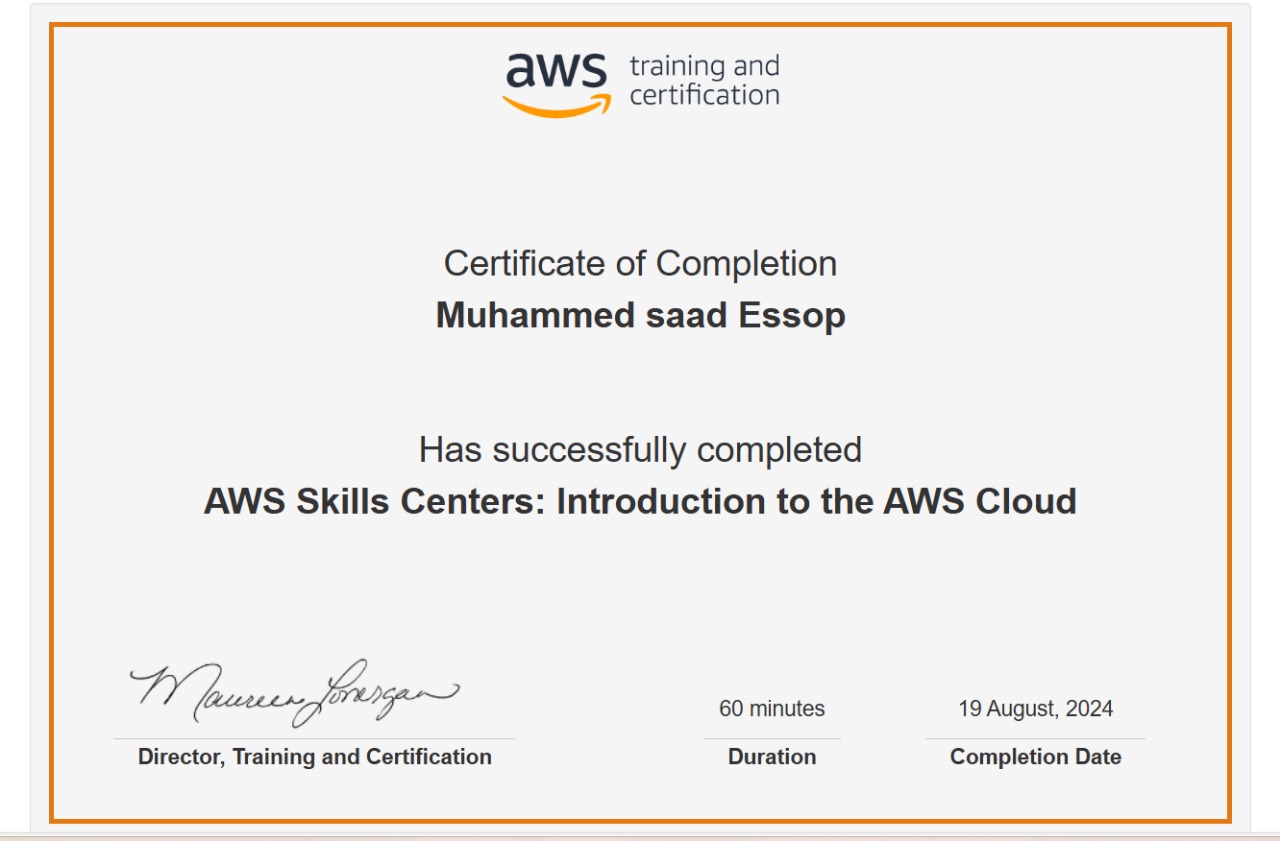 aws training and
certification
Certificate of Completion
Muhammed saad Essop
Has successfully completed
AWS Skills Centers: Introduction to the AWS Cloud
Maureen Lonergan
60 minutes
19 August, 2024
Director, Training and Certification
Duration
Completion Date